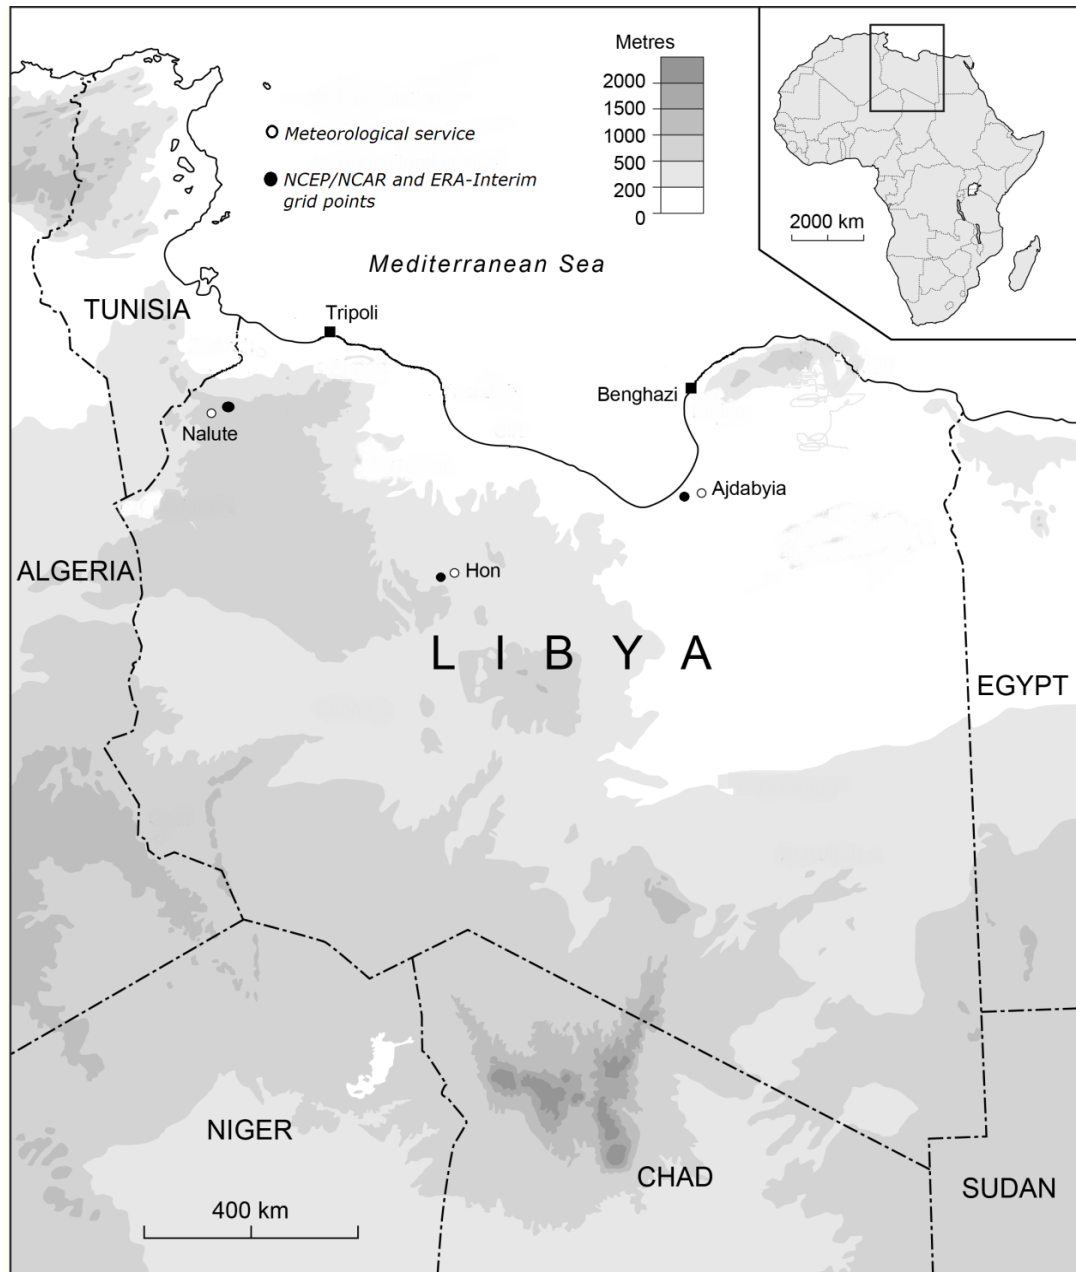 Metres
2000
1500
1000
500
200
0
Meteorological service
NCEP/NCAR and ERA-Interim
grid points
2000 km
Mediterranean Sea
TUNISIA
Tripoli
Benghazi
Nalute
Ajdabyia
ALGERIA
Hon
LIBYA
EGYPT
NIGER
CHAD
SUDAN
400 km